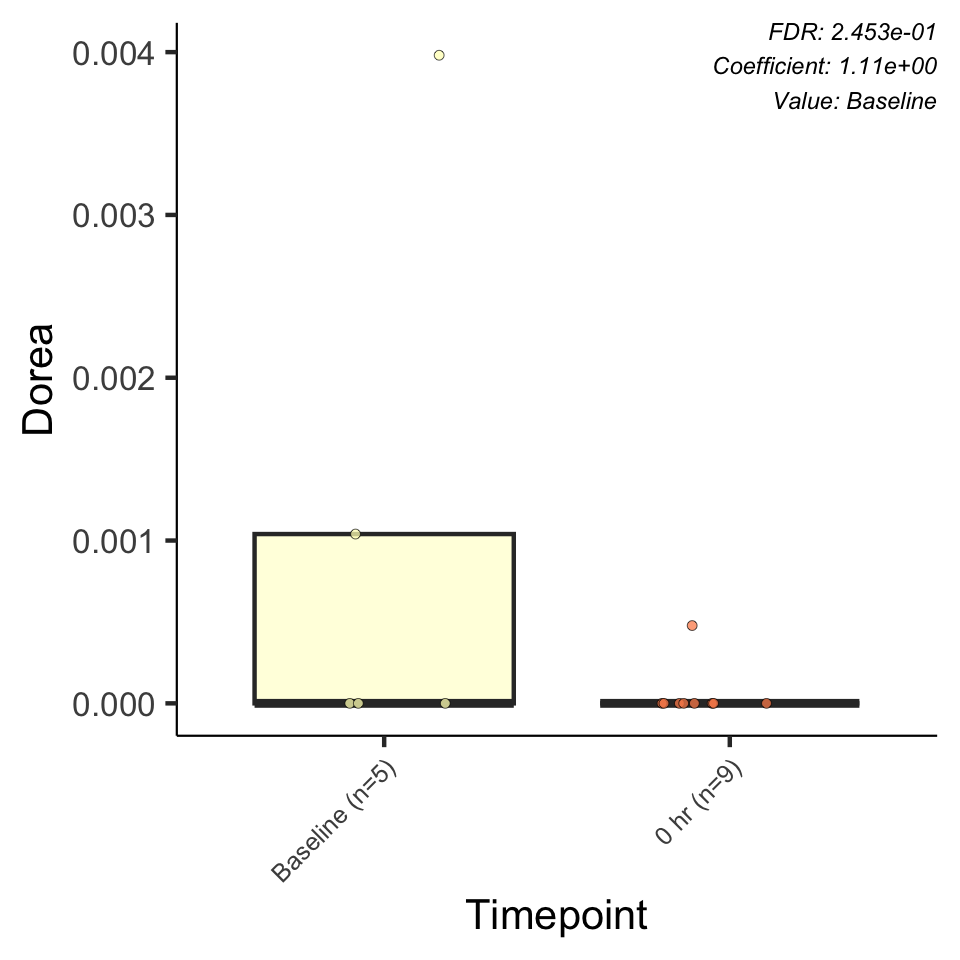 FDR: 2.453e-01
Coefficient: 1.11e+00
Value: Baseline
0.004
0.003
0.002
0.001
0.000
Dorea
Baseline (n=5)
0 hr (n=9)
Timepoint